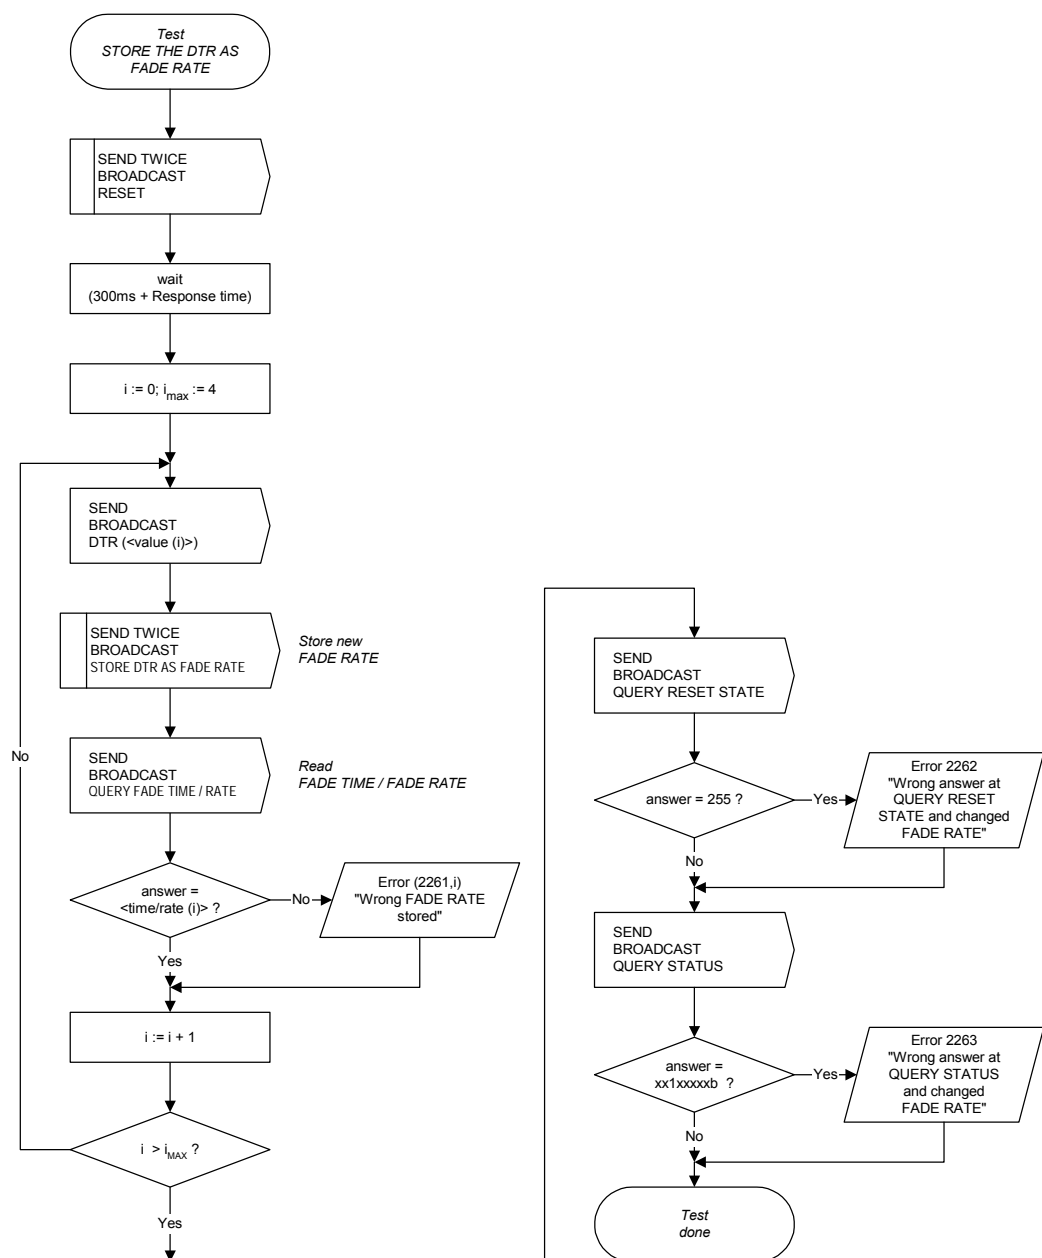 Test
STORE THE DTR AS
FADE RATE
SEND TWICE
BROADCAST
RESET
wait
(300ms + Response time)
i := 0; imax := 4
SEND
BROADCAST
DTR (<value (i)>)
SEND TWICE
BROADCAST
STORE DTR AS FADE RATE
Store new
FADE RATE
No
SEND
BROADCAST
QUERY FADE TIME / RATE
Read
FADE TIME / FADE RATE
answer =
<time/rate (i)> ?
No
Error (2261,i)
"Wrong FADE RATE
stored"
Yes
i := i + 1
i > iMAX ?
Yes
SEND
BROADCAST
QUERY RESET STATE
answer = 255 ?
Yes
Error 2262
"Wrong answer at
QUERY RESET
STATE and changed
FADE RATE"
No
SEND
BROADCAST
QUERY STATUS
answer =
xx1xxxxxb ?
Yes
Error 2263
"Wrong answer at
QUERY STATUS
and changed
FADE RATE"
No
Test
done